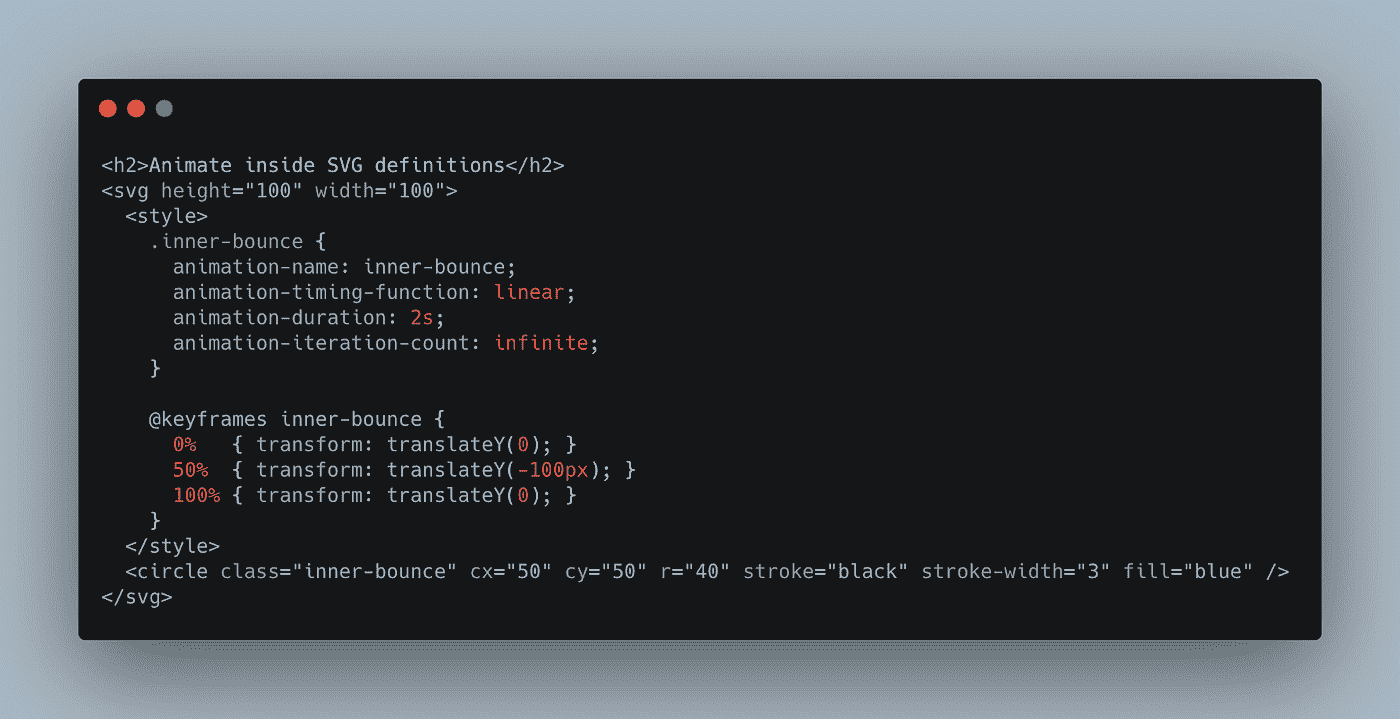 <h2>Animate inside SVG definitions</h2>
<svg height="100" width="100">
  <style>
    .inner-bounce {
      animation-name: inner-bounce;
      animation-timing-function: linear;
      animation-duration: 2s;
      animation-iteration-count: infinite;
    }

    @keyframes inner-bounce {
      0%   { transform: translateY(0); }
      50%  { transform: translateY(-100px); }
      100% { transform: translateY(0); }
    }
  </style>
  <circle class="inner-bounce" cx="50" cy="50" r="40" stroke="black" stroke-width="3" fill="blue" />
</svg>